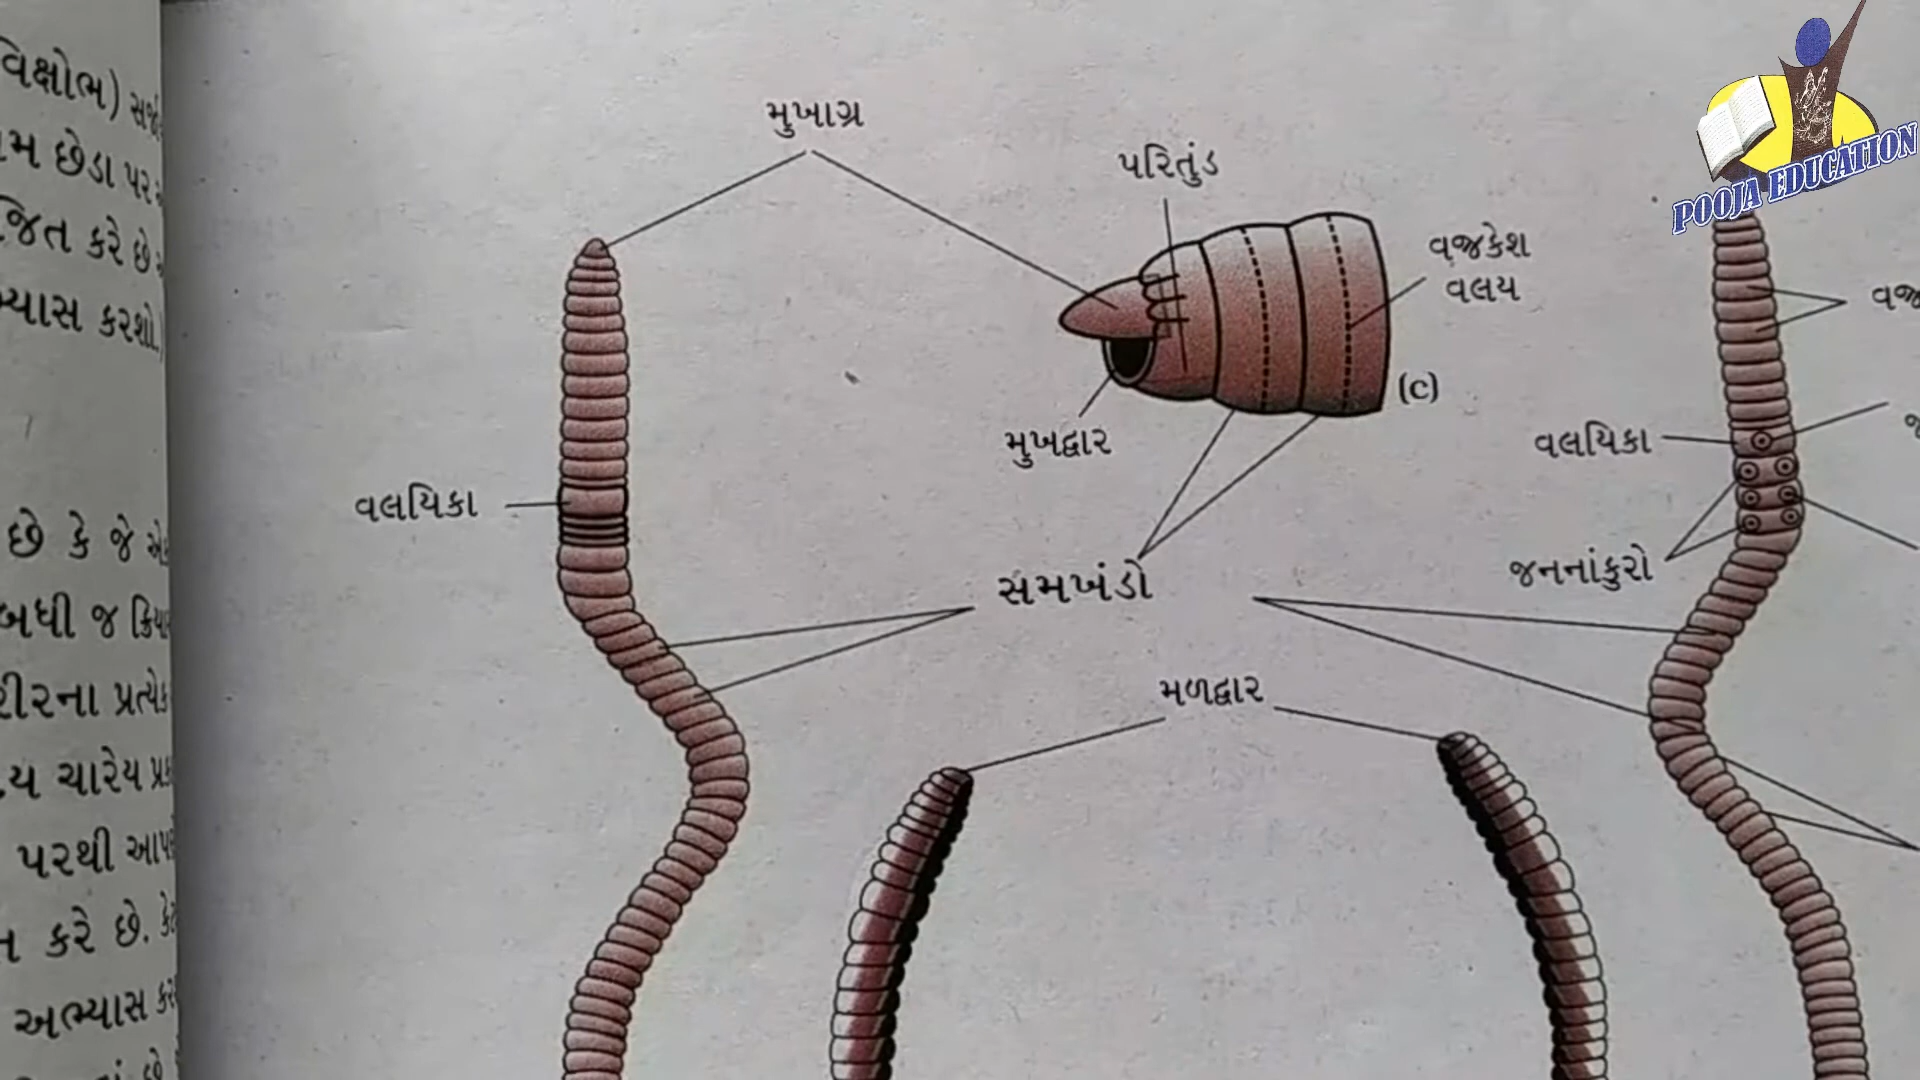 વિક્ષોભ)
છેડા પર
જિત કરે છે
કરશો.
છે કે જે
બધી જ
ચારેય
પરથી
કરે છે.
અભ્યાસ
મુખાગ્ર
પરિતુંડ
વજ્રકેશ
વલય
(c)
મુખદ્વાર
વલયિકા
સમખંડો
મળદ્વાર
વલયિકા
જનનાંકુરો
POOJA EDUCATION